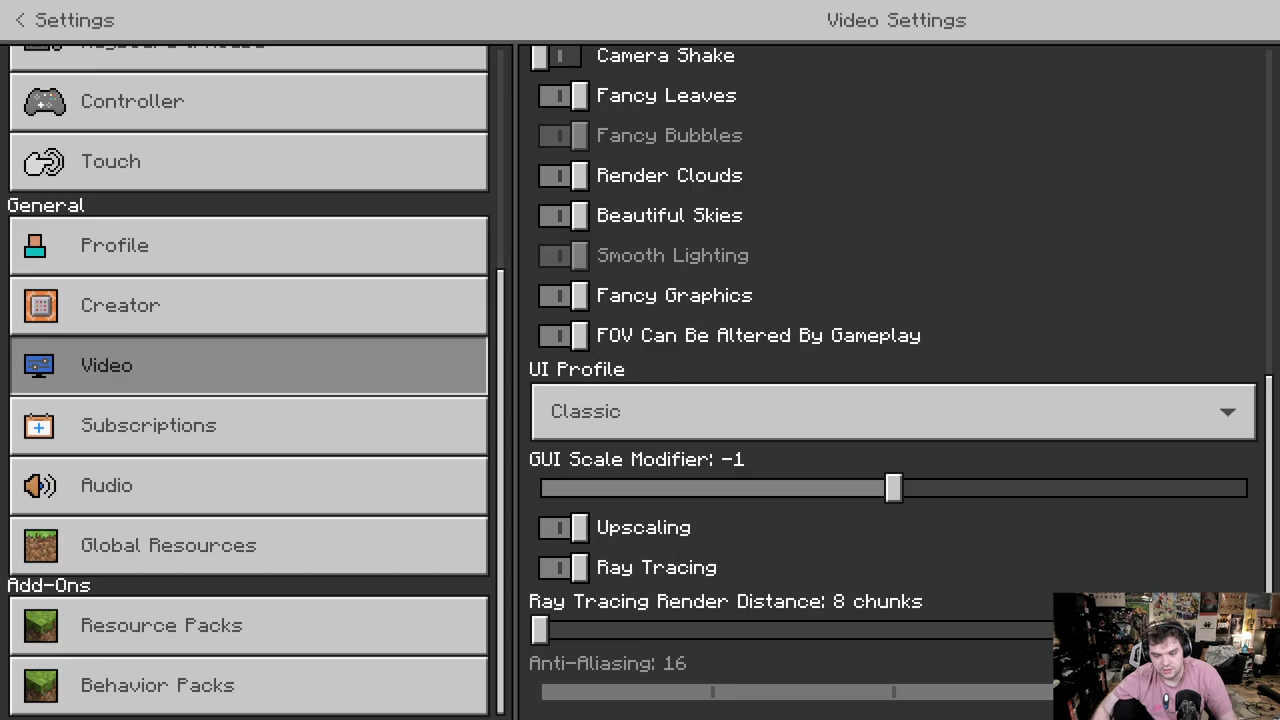 Settings
Video Settings
Controller
Touch
General
Profile
Creator
Video
Subscriptions
Audio
Global Resources
Add-Ons
Resource Packs
Behavior Packs
Camera Shake
Fancy Leaves
Fancy Bubbles
Render Clouds
Beautiful Skies
Smooth Lighting
Fancy Graphics
FOV Can Be Altered By Gameplay
UI Profile
Classic
GUI Scale Modifier: -1
Upscaling
Ray Tracing
Ray Tracing Render Distance: 8 chunks
Anti-Aliasing: 16